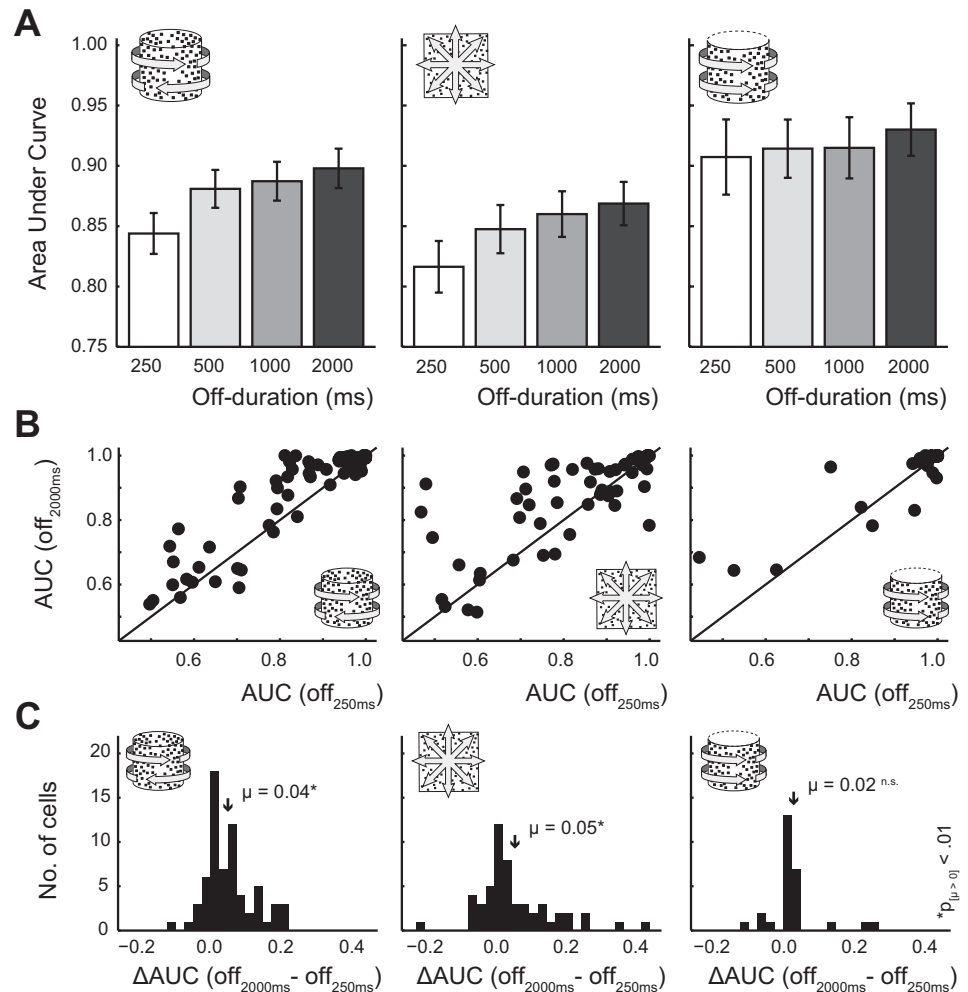 A
Area Under Curve
1.00
0.95
0.90
0.85
0.80
0.75
250 500 1000 2000
250 500 1000 2000
250 500 1000 2000
Off-duration (ms)
Off-duration (ms)
Off-duration (ms)
B
AUC (off2000ms)
1.0
0.8
0.6
0.6 0.8 1.0
0.6 0.8 1.0
0.6 0.8 1.0
AUC (off250ms)
AUC (off250ms)
AUC (off250ms)
C
No. of cells
20
15
10
5
0
μ = 0.04*
μ = 0.05*
μ = 0.02 n.s.
*p[μ > 0] < .01
−0.2 0.0 0.2 0.4
−0.2 0.0 0.2 0.4
−0.2 0.0 0.2 0.4
ΔAUC (off2000ms- off250ms)
ΔAUC (off2000ms- off250ms)
ΔAUC (off2000ms- off250ms)